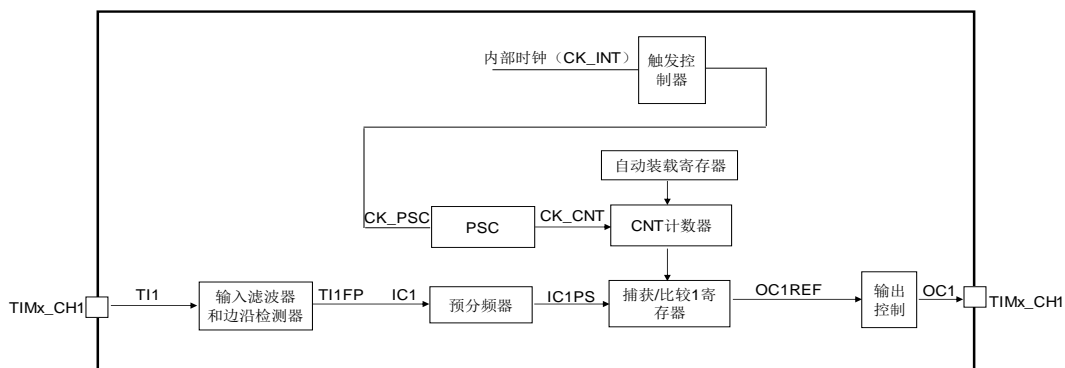 内部时钟（CK_INT）
触发控
制器
自动装载寄存器
CK_PSC
PSC
CK_CNT
CNT计数器
TIMx_CH1
TI1
输入滤波器
和边沿检测器
TI1FP
IC1
预分频器
IC1PS
捕获/比较1寄
存器
OC1REF
输出
控制
OC1
TIMx_CH1